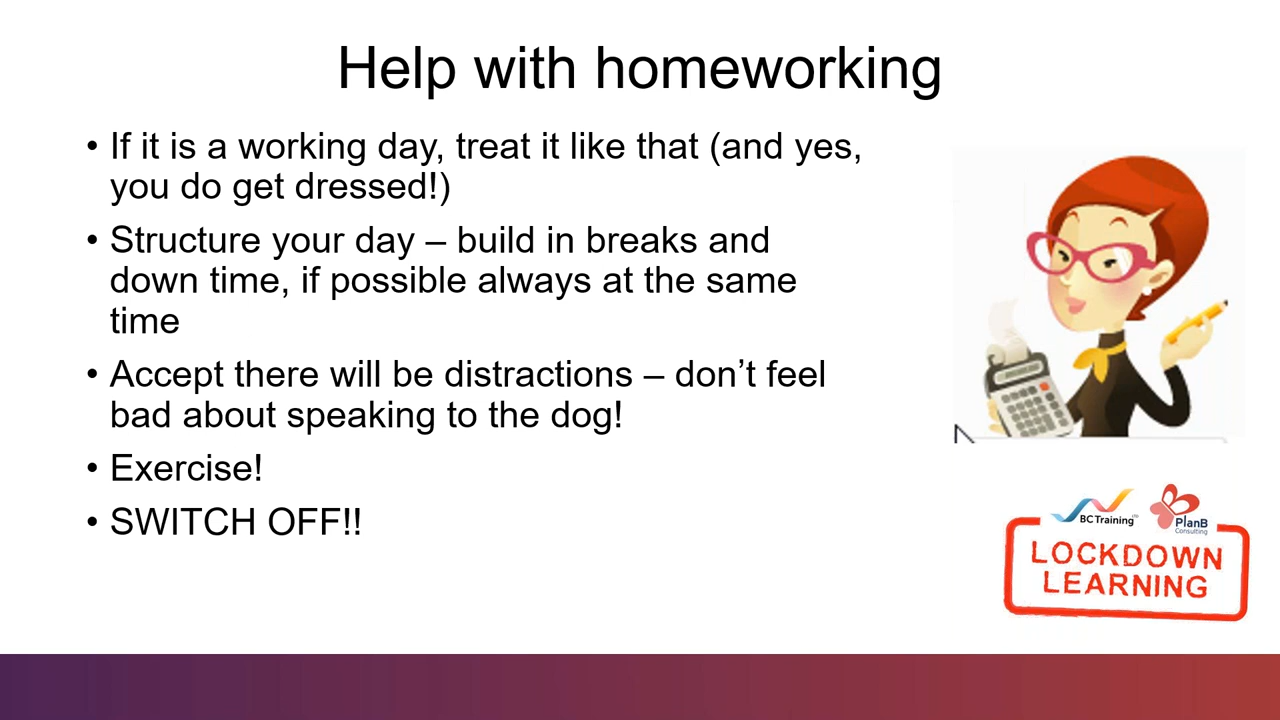 Help with homeworking
• If it is a working day, treat it like that (and yes,
you do get dressed!)
• Structure your day – build in breaks and
down time, if possible always at the same
time
• Accept there will be distractions – don’t feel
bad about speaking to the dog!
• Exercise!
• SWITCH OFF!!
BC Training LTD
PlanB
Consulting
LOCKDOWN
LEARNING